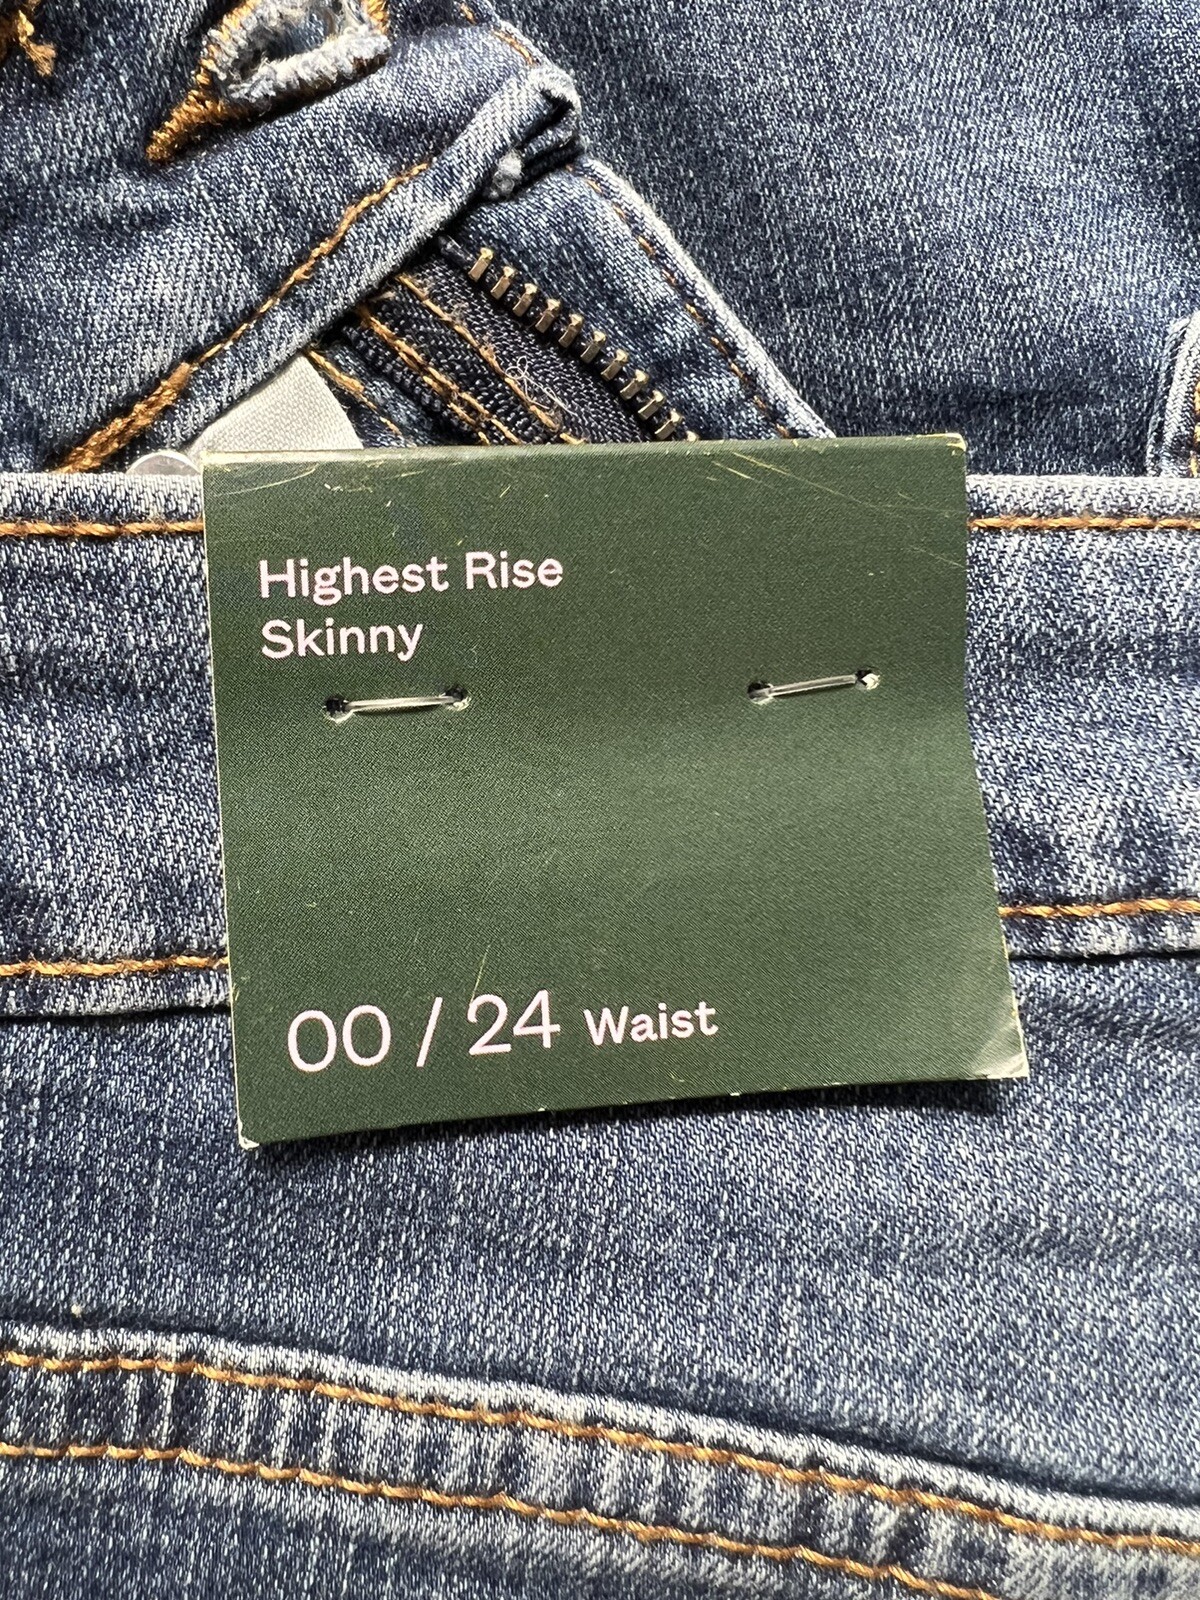 Highest Rise
Skinny
00 / 24 Waist